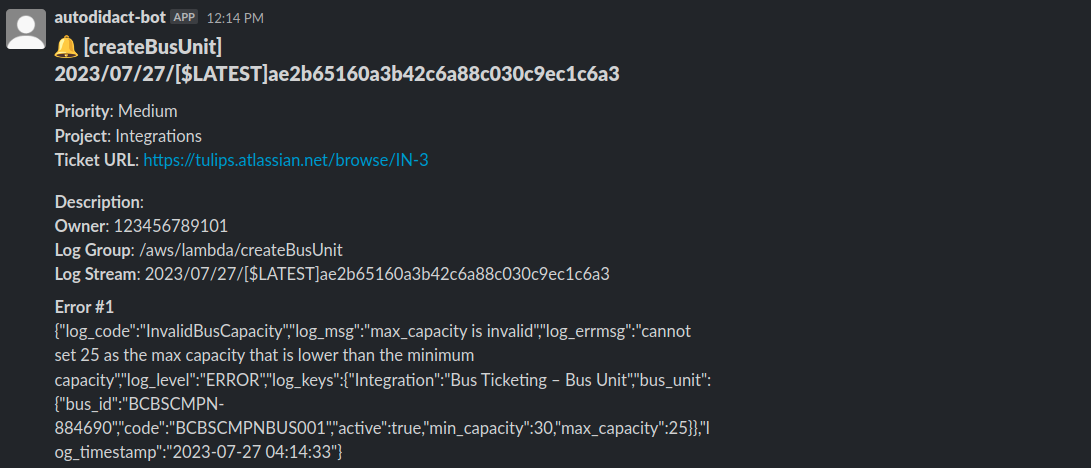 autodidact-bot APP 12:14 PM
🔔 [createBusUnit]
2023/07/27/[$LATEST]ae2b65160a3b42c6a88c030c9ec1c6a3
Priority: Medium
Project: Integrations
Ticket URL: https://tulips.atlassian.net/browse/IN-3
Description:
Owner: 123456789101
Log Group: /aws/lambda/createBusUnit
Log Stream: 2023/07/27/[$LATEST]ae2b65160a3b42c6a88c030c9ec1c6a3
Error #1
{"log_code":"InvalidBusCapacity","log_msg":"max_capacity is invalid","log_errmsg":"cannot
set 25 as the max capacity that is lower than the minimum
capacity","log_level":"ERROR","log_keys":{"Integration":"Bus Ticketing – Bus Unit","bus_unit":
{"bus_id":"BCBSCMPN-
884690","code":"BCBSCMPNBUS001","active":true,"min_capacity":30,"max_capacity":25}},"l
og_timestamp":"2023-07-27 04:14:33"}